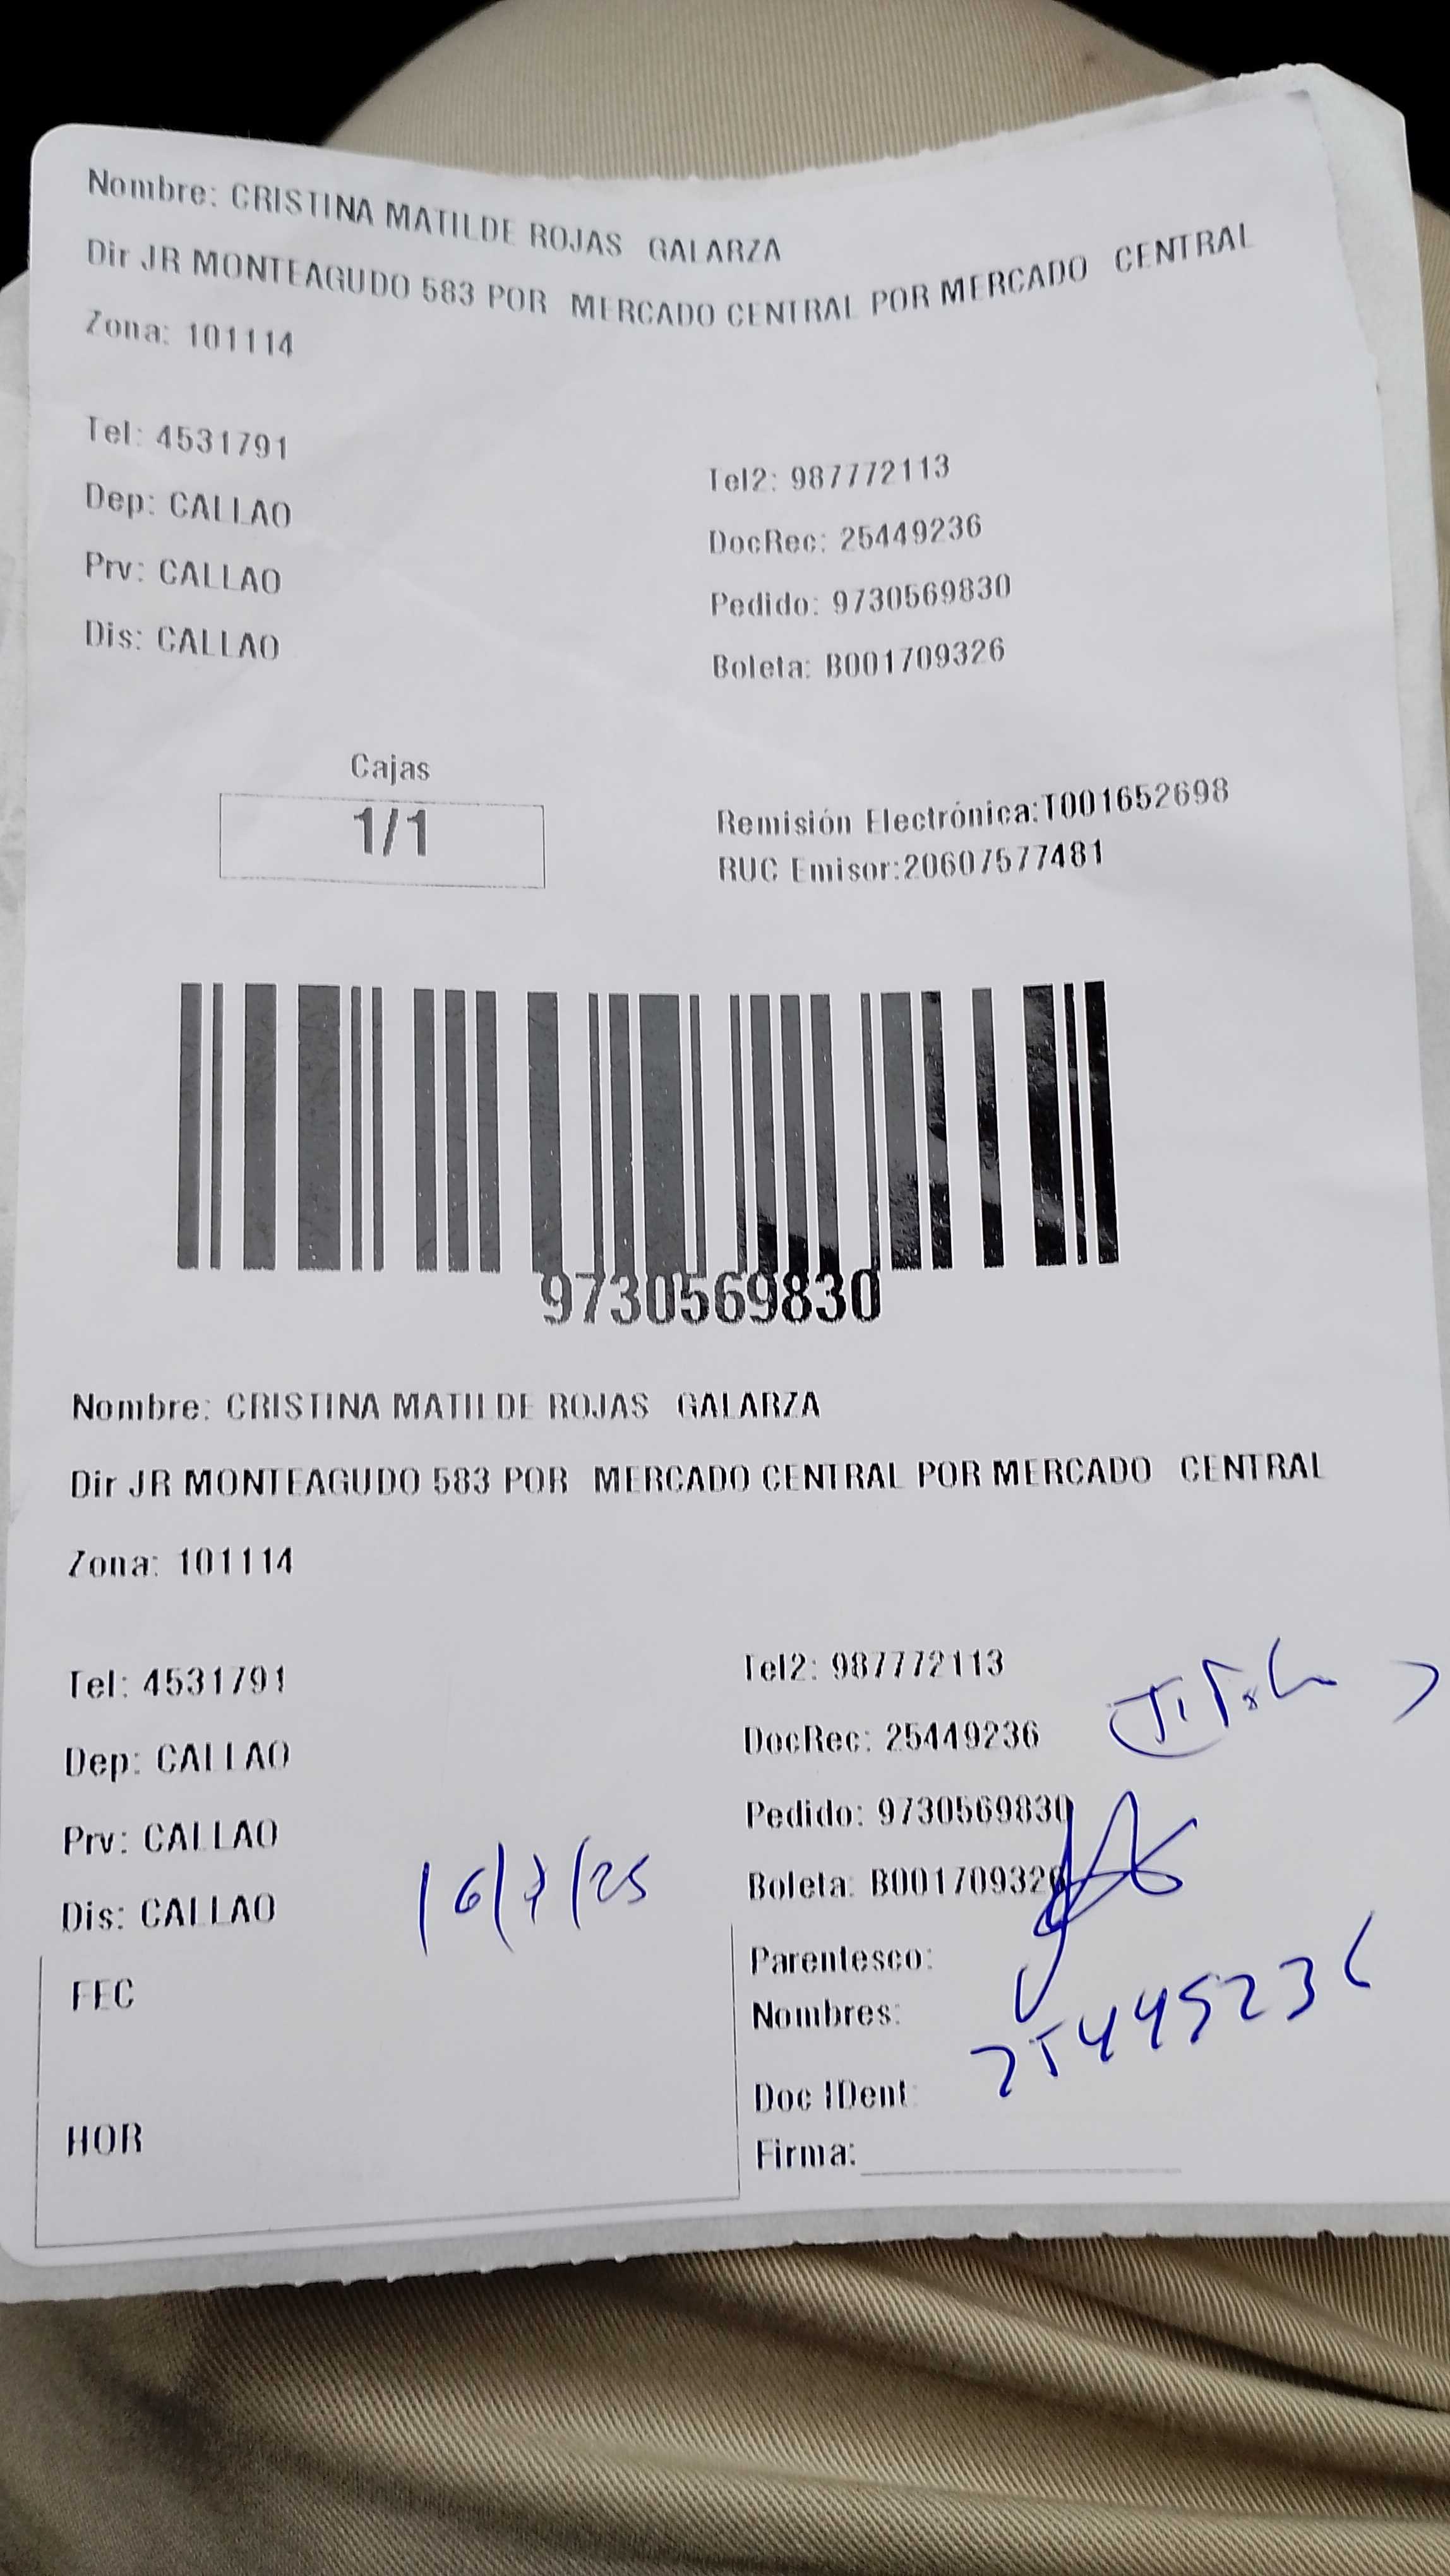 Nombre: CRISTINA MATILDE ROJAS GALARZA
Dir JR MONTEAGUDO 583 POR MERCADO CENTRAL POR MERCADO CENTRAL
Zona: 101114
Tel: 4531791
Tel2: 987772113
Dep: CALLAO
DocRec: 25449236
Prv: CALLAO
Pedido: 9730569830
Dis: CALLAO
Boleta: B001709326
Cajas
1/1
Remisión Electrónica:T001652698
RUC Emisor:20607577481
9730569830
Nombre: CRISTINA MATILDE ROJAS GALARZA
Dir JR MONTEAGUDO 583 POR MERCADO CENTRAL POR MERCADO CENTRAL
Zona: 101114
Tel: 4531791
Tel2: 987772113
Dep: CALLAO
DocRec: 25449236
Prv: CALLAO
Pedido: 9730569830
Dis: CALLAO
Boleta: B001709326
16/7/25
FEC
Parentesco:
Nombres:
Doc IDent: 25449236
HOR
Firma: